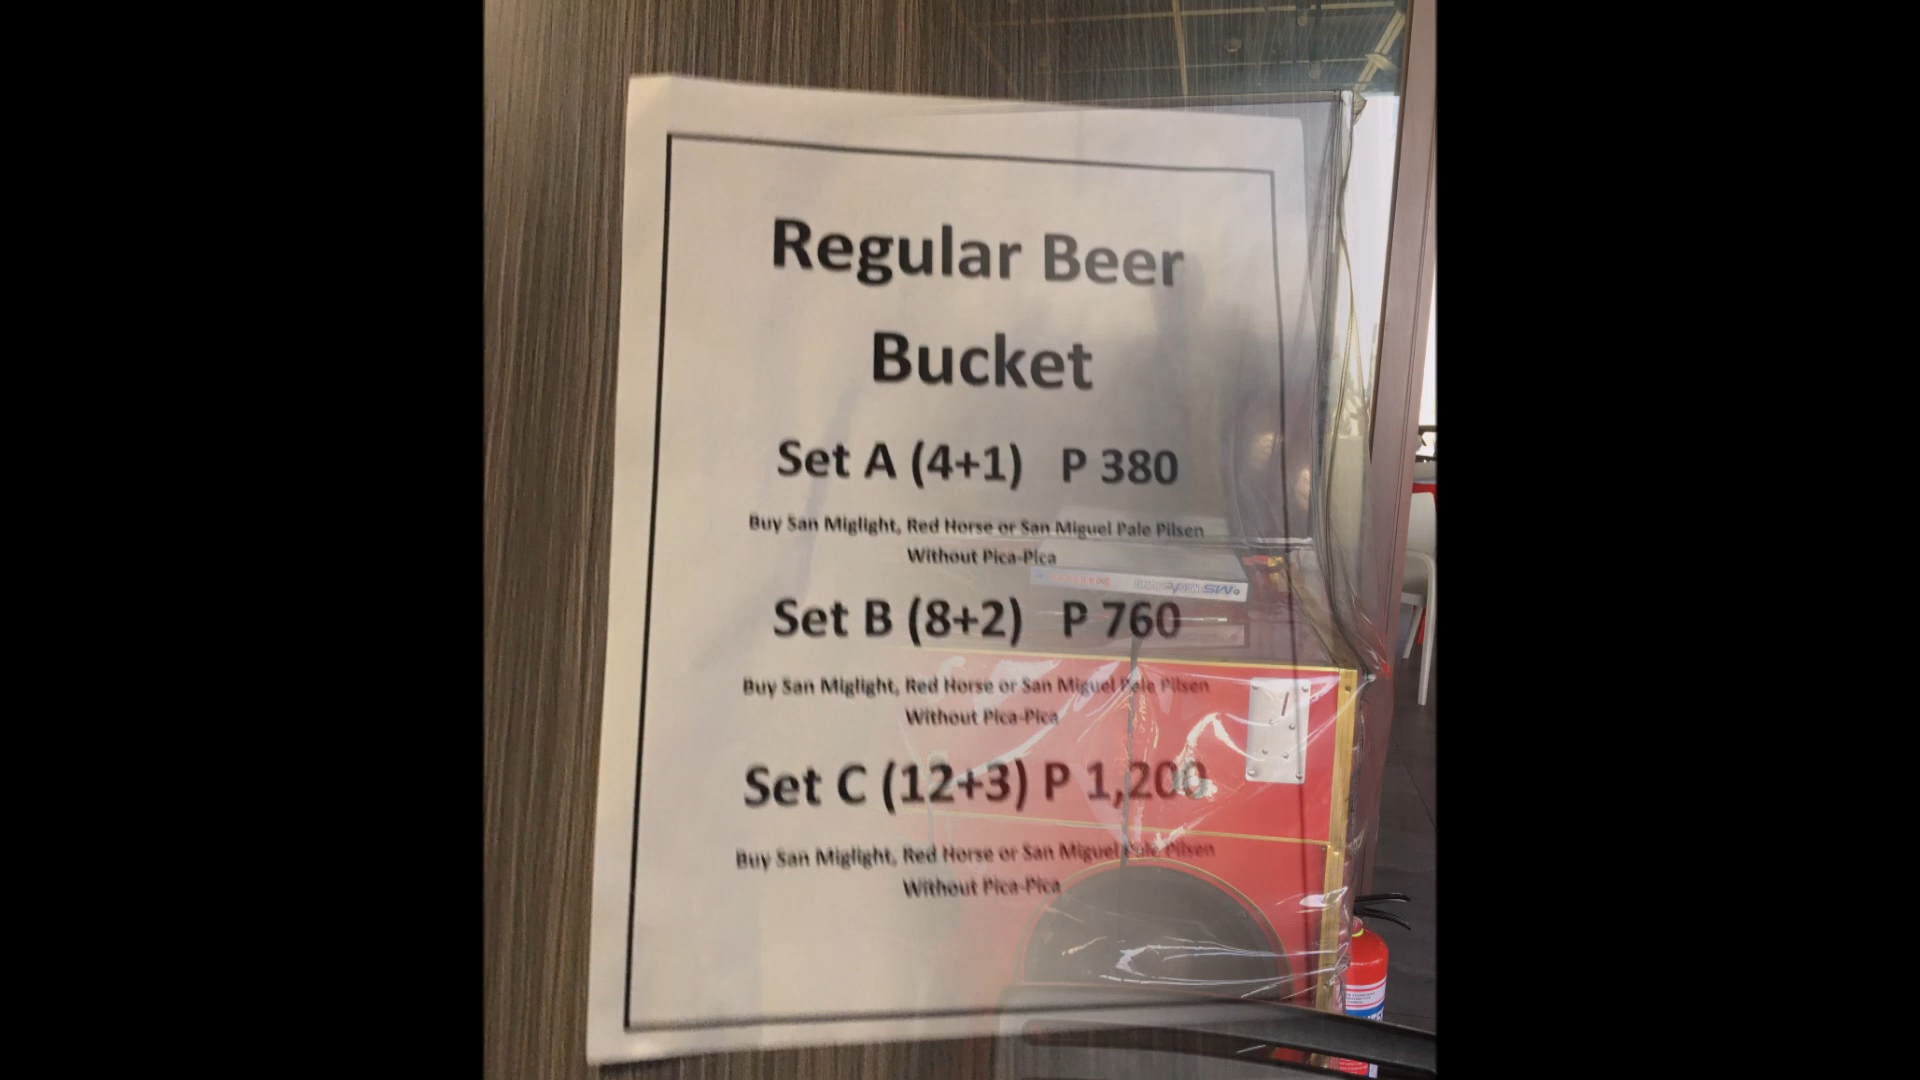 Regular Beer
Bucket
Set A (4+1) P 380
Buy San Miglight, Red Horse or San Miguel Pale Pilsen
Without Pica-Pica
Set B (8+2) P 760
Buy San Miglight, Red Horse or San Miguel Pale Pilsen
Without Pica-Pica
Set C (12+3) P 1,200
Buy San Miglight, Red Horse or San Miguel Pale Pilsen
Without Pica-Pica